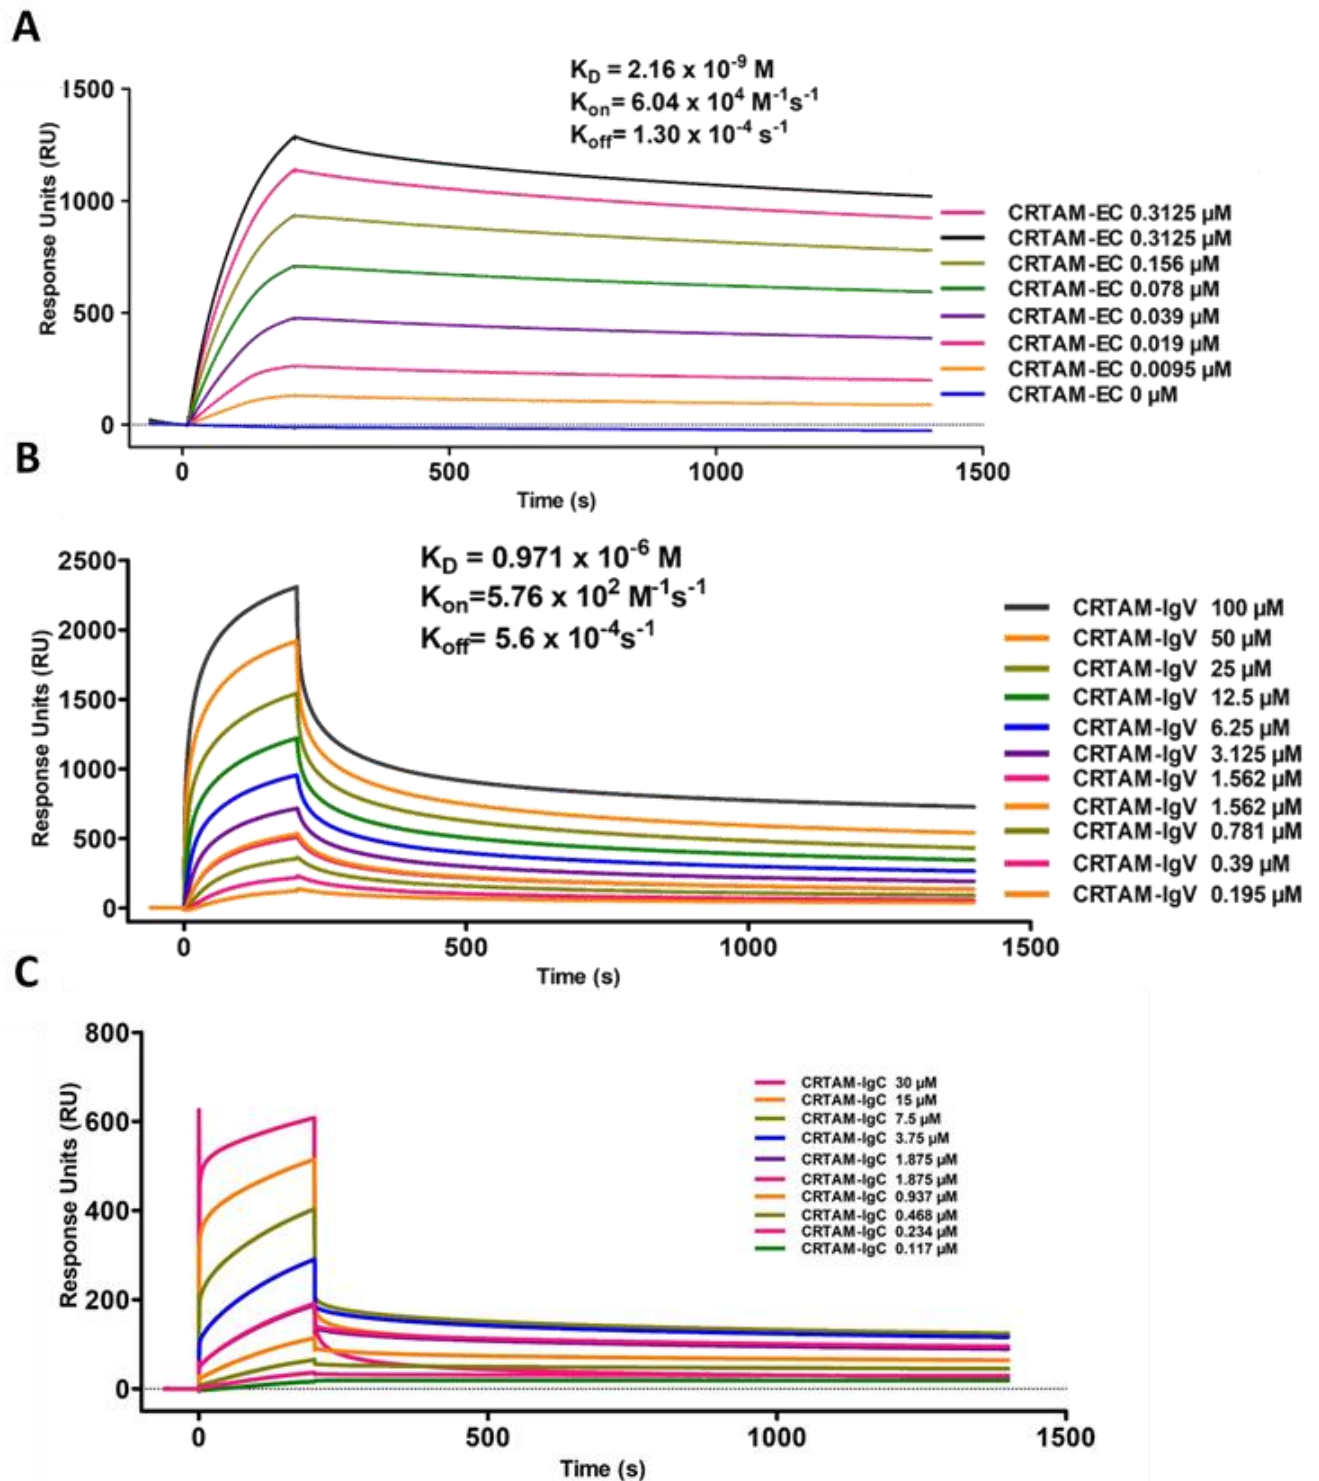 A
1500
1000
500
0
Response Units (RU)
K_D = 2.16 x 10^-9 M
K_on= 6.04 x 10^4 M^-1s^-1
K_off= 1.30 x 10^-4 s^-1
CRTAM-EC 0.3125 µM
CRTAM-EC 0.3125 µM
CRTAM-EC 0.156 µM
CRTAM-EC 0.078 µM
CRTAM-EC 0.039 µM
CRTAM-EC 0.019 µM
CRTAM-EC 0.0095 µM
CRTAM-EC 0 µM
0 500 1000 1500
Time (s)
B
2500
2000
1500
1000
500
0
Response Units (RU)
K_D = 0.971 x 10^-6 M
K_on=5.76 x 10^2 M^-1s^-1
K_off= 5.6 x 10^-4s^-1
CRTAM-IgV 100 µM
CRTAM-IgV 50 µM
CRTAM-IgV 25 µM
CRTAM-IgV 12.5 µM
CRTAM-IgV 6.25 µM
CRTAM-IgV 3.125 µM
CRTAM-IgV 1.562 µM
CRTAM-IgV 1.562 µM
CRTAM-IgV 0.781 µM
CRTAM-IgV 0.39 µM
CRTAM-IgV 0.195 µM
0 500 1000 1500
Time (s)
C
800
600
400
200
0
Response Units (RU)
CRTAM-IgC 30 µM
CRTAM-IgC 15 µM
CRTAM-IgC 7.5 µM
CRTAM-IgC 3.75 µM
CRTAM-IgC 1.875 µM
CRTAM-IgC 1.875 µM
CRTAM-IgC 0.937 µM
CRTAM-IgC 0.468 µM
CRTAM-IgC 0.234 µM
CRTAM-IgC 0.117 µM
0 500 1000 1500
Time (s)